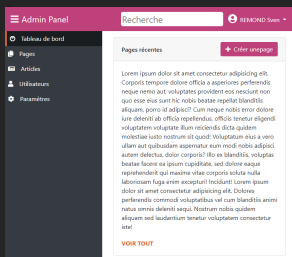 Admin Panel
Recherche
REMOND Sven
Tableau de bord
Pages
Articles
Utilisateurs
Paramètres
Pages récentes
+ Créer unepage
Lorem ipsum dolor sit amet consectetur adipisicing elit.
Corporis tempore dolore officia a asperiores perferendis
neque nemo aut, voluptates provident eos nesciunt non
quo esse eius sunt hic nobis beatae repellat blanditiis
aliquam, porro id adipisci? Cum neque nobis error dolore
iure deleniti ab officia repellendus, officiis tenetur eligendi
voluptatem voluptate illum reiciendis dicta quidem
molestiae iusto nostrum sit quod! Voluptatum eius a vero
ullam aut quibusdam aspernatur eum modi nobis adipisci
autem delectus, dolor corporis? Illo ex blanditiis, voluptas
beatae facere ea ipsum cupiditate, sed dolore eaque
reprehenderit qui maxime vitae corporis soluta nulla
laboriosam fuga enim excepturi! Incidunt! Lorem ipsum
dolor sit amet consectetur adipisicing elit. Dolores
perferendis commodi voluptatibus vel cum blanditiis animi
natus omnis deleniti sequi. Nostrum nobis quidem
aliquam sed laudantium tenetur voluptatem consectetur
iste!
VOIR TOUT